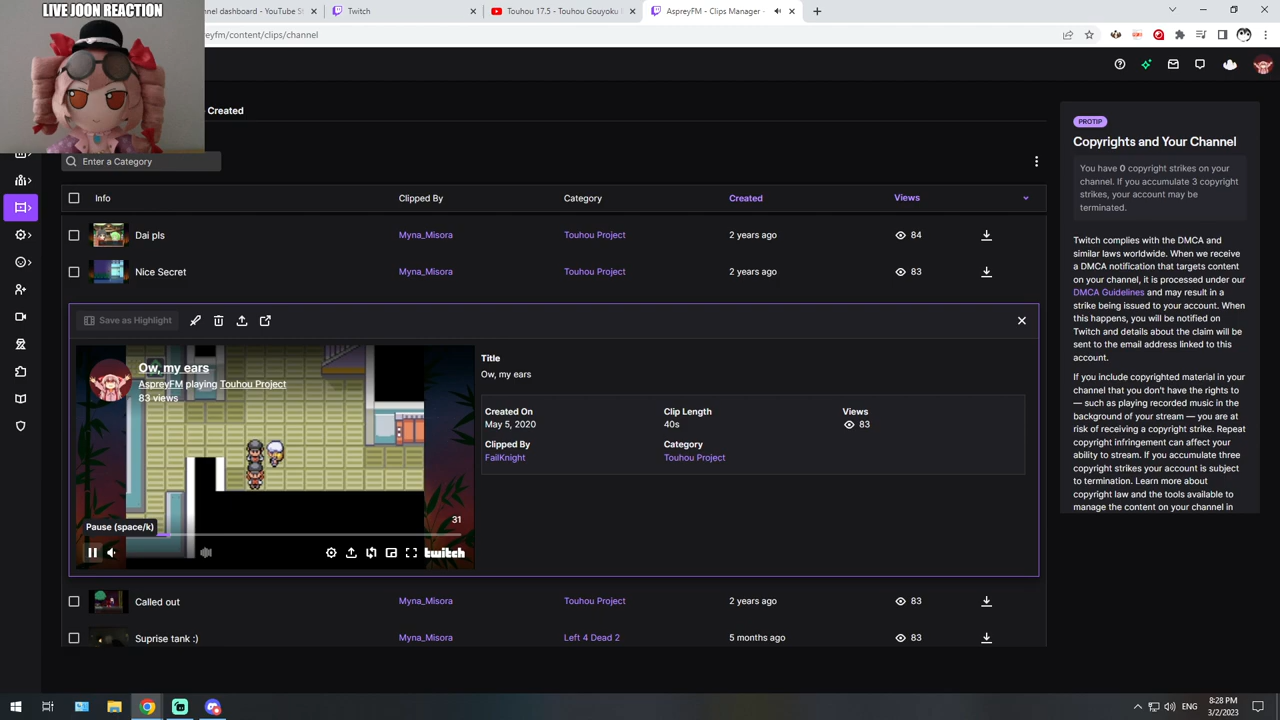 LIVE JOON REACTION
nnel dashboard - YouTube St
Twitch
Touhou 17.5 - Touhou Gouyoku I
AspreyFM - Clips Manager -
eyfm/content/clips/channel
Created
Enter a Category
Info Clipped By Category Created Views
Dai pls Myna_Misora Touhou Project 2 years ago 84
Nice Secret Myna_Misora Touhou Project 2 years ago 83
Save as Highlight
Ow, my ears
AspreyFM playing Touhou Project
83 views
31
Pause (space/k)
twitch
Title
Ow, my ears
Created On Clip Length Views
May 5, 2020 40s 83
Clipped By Category
FailKnight Touhou Project
Called out Myna_Misora Touhou Project 2 years ago 83
Suprise tank :) Myna_Misora Left 4 Dead 2 5 months ago 83
PROTIP
Copyrights and Your Channel
You have 0 copyright strikes on
your channel. If you accumulate 3 copyright
strikes, your account may be
terminated.
Twitch complies with the DMCA and
similar laws worldwide. When we receive
a DMCA notification that targets content
on your channel, it is processed under our
DMCA Guidelines and may result in a
strike being issued to your account. When
this happens, you will be notified on
Twitch and details about the claim will be
sent to the email address linked to this
account.
If you include copyrighted material in your
channel that you don't have the rights to
— such as playing recorded music in the
background of your stream — you are at
risk of receiving a copyright strike. Repeat
copyright infringement can affect your
ability to stream. If you accumulate three
copyright strikes your account is subject to
termination. Learn more about
copyright law and the tools available to
manage the content on your channel in
ENG
8:28 PM
3/2/2023